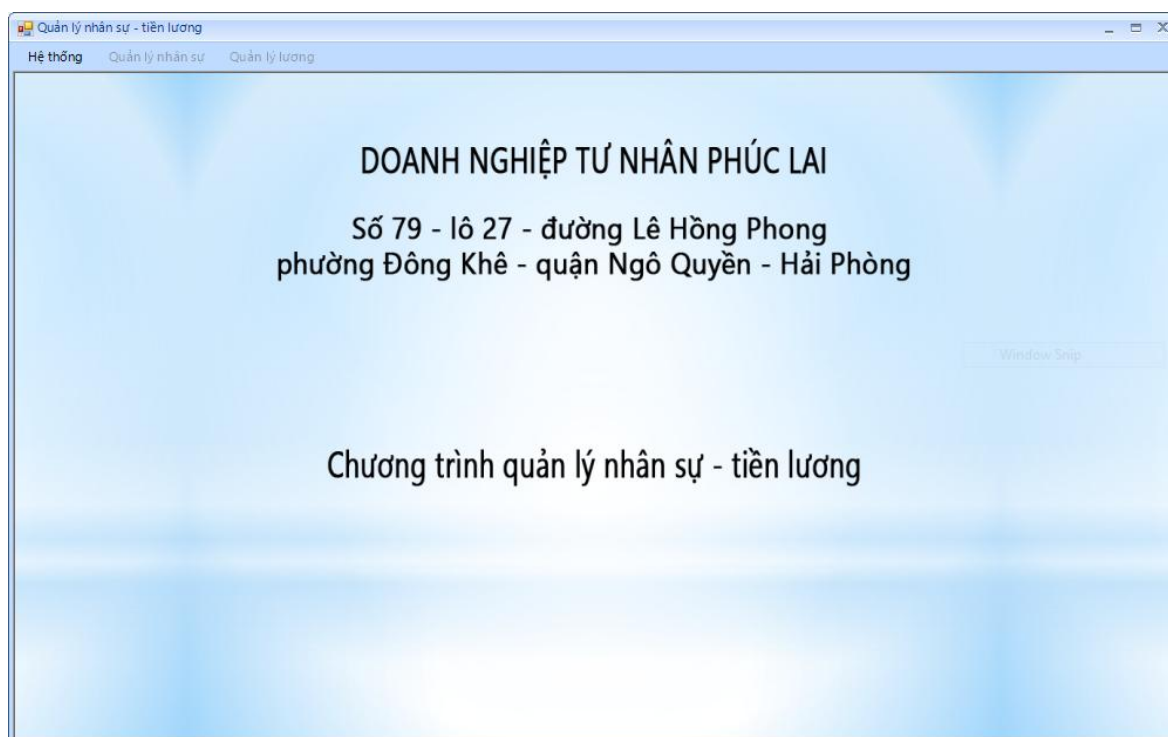 Quản lý nhân sự - tiền lương
Hệ thống Quản lý nhân sự Quản lý lương
DOANH NGHIỆP TƯ NHÂN PHÚC LAI
Số 79 - lô 27 - đường Lê Hồng Phong
phường Đông Khê - quận Ngô Quyền - Hải Phòng
Window Snip
Chương trình quản lý nhân sự - tiền lương